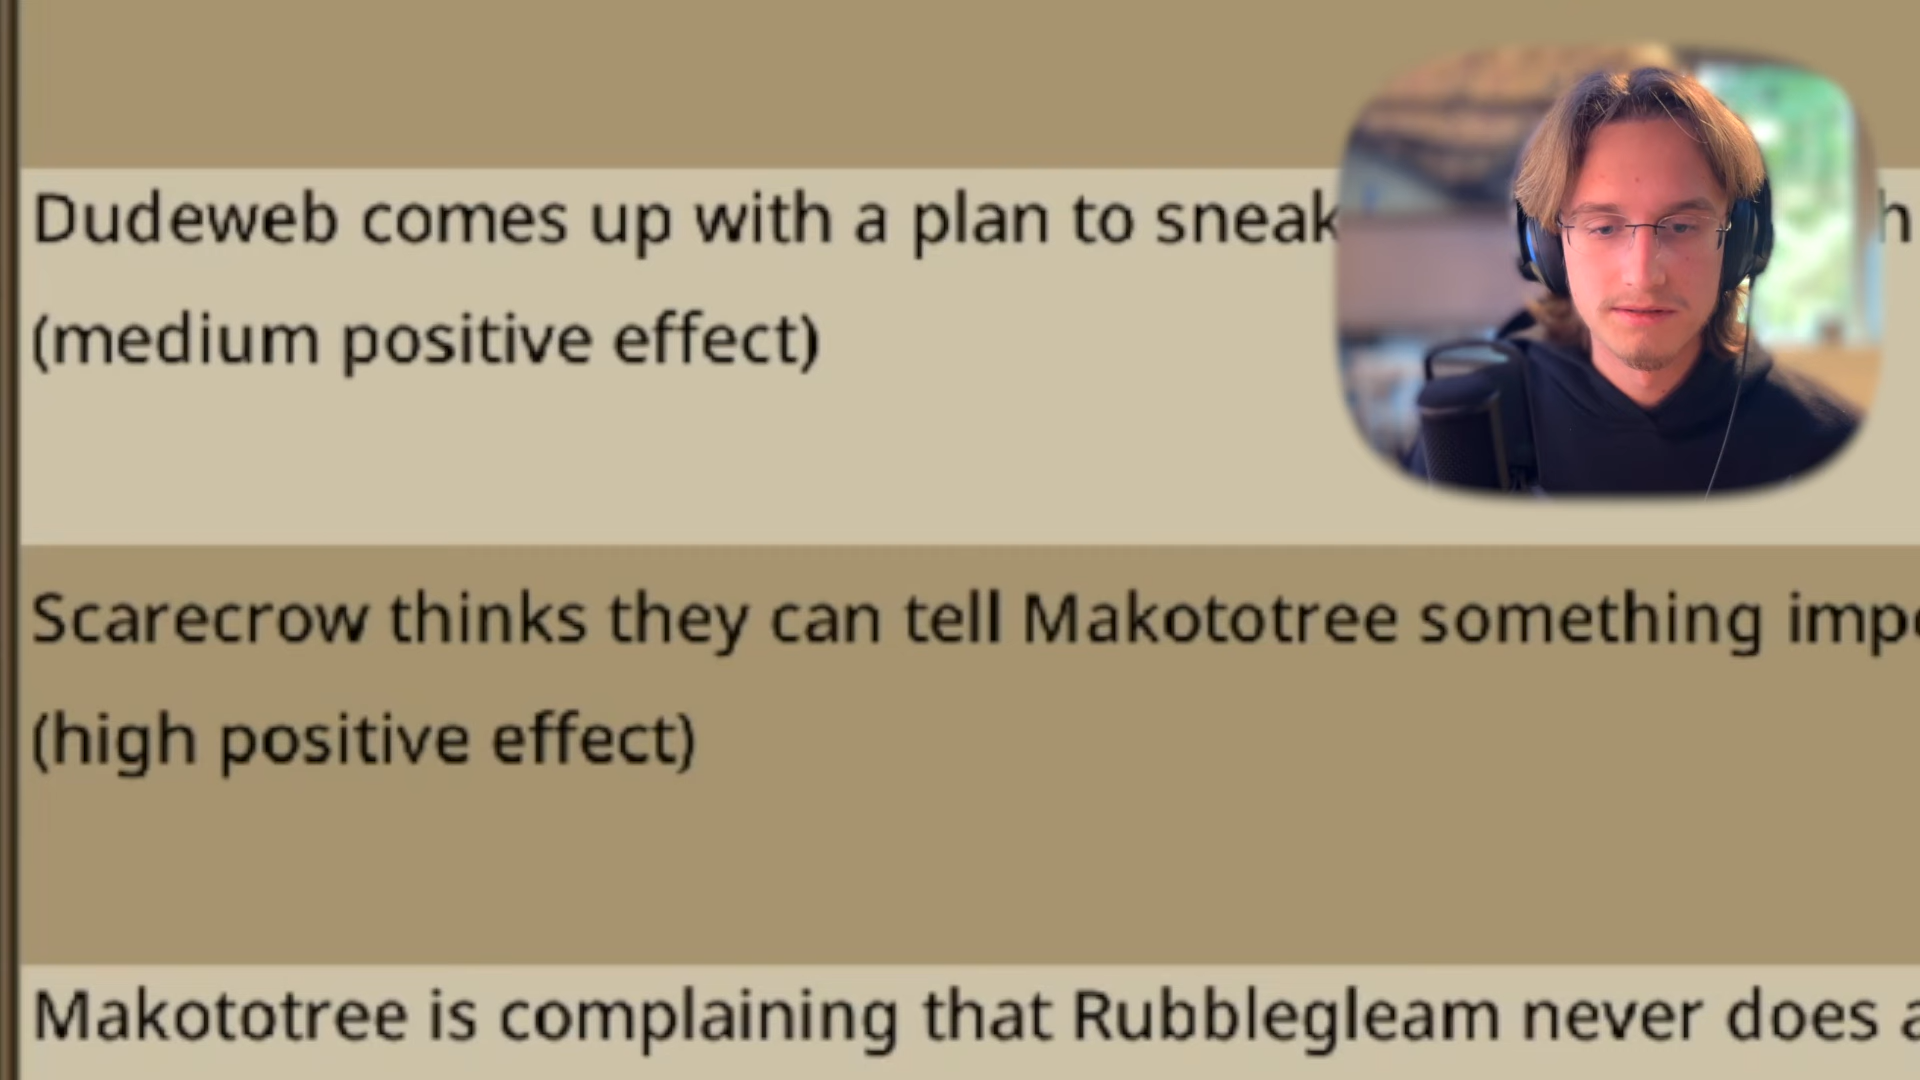 Dudeweb comes up with a plan to sneak
(medium positive effect)
Scarecrow thinks they can tell Makototree something
(high positive effect)
Makototree is complaining that Rubblegleam never does